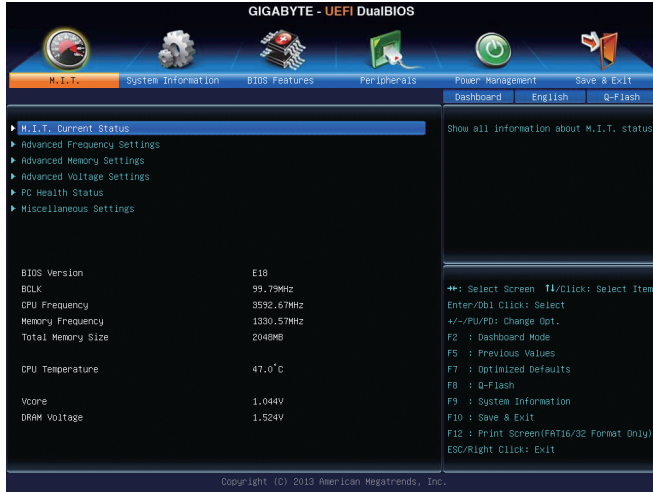 GIGABYTE - UEFI DualBIOS
M.I.T.
System Information
BIOS Features
Peripherals
Power Management
Save & Exit
Dashboard
English
Q-Flash
M.I.T. Current Status
Advanced Frequency Settings
Advanced Memory Settings
Advanced Voltage Settings
PC Health Status
Miscellaneous Settings
BIOS Version E18
BCLK 99.79MHz
CPU Frequency 3592.67MHz
Memory Frequency 1330.57MHz
Total Memory Size 2048MB
CPU Temperature 47.0°C
Vcore 1.044V
DRAM Voltage 1.524V
Show all information about M.I.T. status
→←: Select Screen ↑↓/Click: Select Item
Enter/Dbl Click: Select
+/-/PU/PD: Change Opt.
F2 : Dashboard Mode
F5 : Previous Values
F7 : Optimized Defaults
F8 : Q-Flash
F9 : System Information
F10 : Save & Exit
F12 : Print Screen(FAT16/32 Format Only)
ESC/Right Click: Exit
Copyright (C) 2013 American Megatrends, Inc.